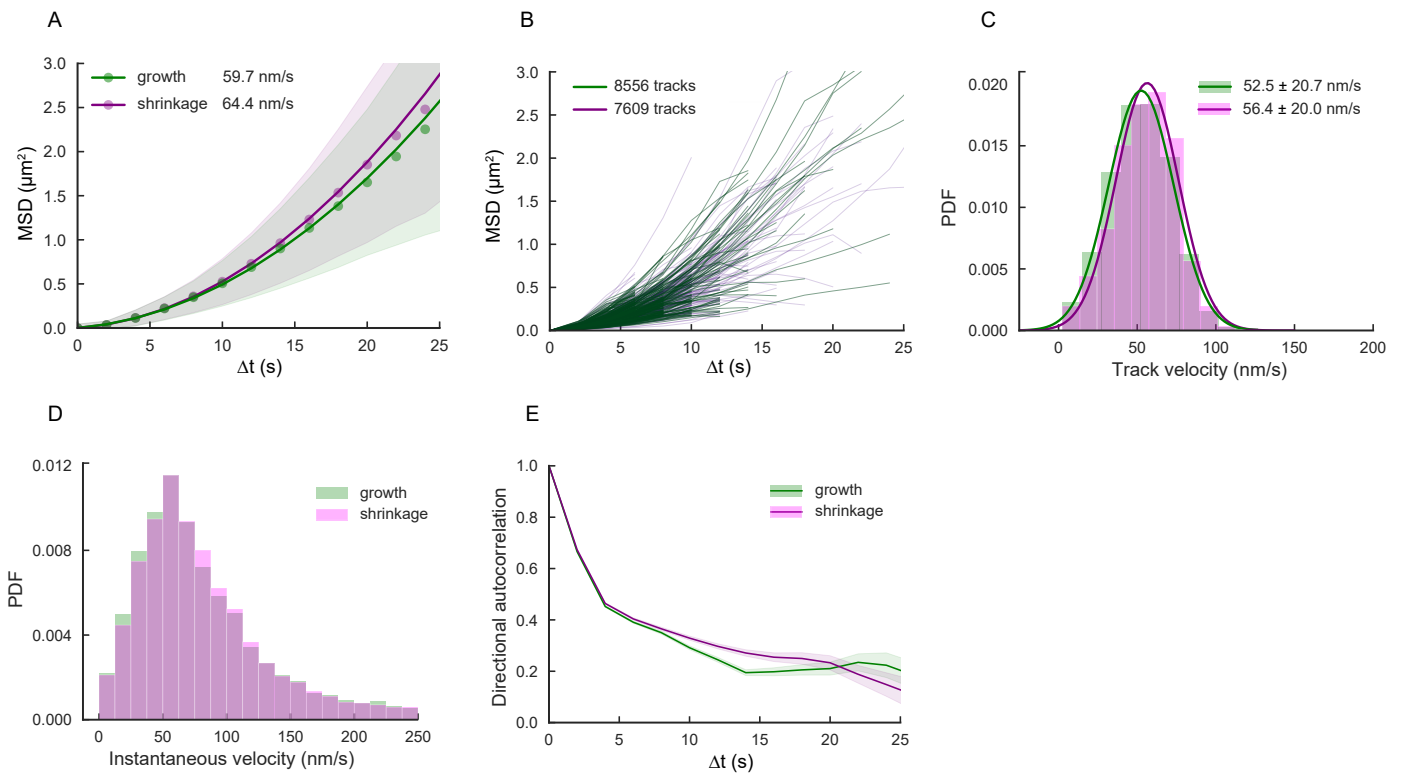 A
MSD (µm²)
3.0
2.5
2.0
1.5
1.0
0.5
0.0
growth 59.7 nm/s
shrinkage 64.4 nm/s
0 5 10 15 20 25
Δt (s)
B
MSD (µm²)
3.0
2.5
2.0
1.5
1.0
0.5
0.0
8556 tracks
7609 tracks
0 5 10 15 20 25
Δt (s)
C
PDF
0.020
0.015
0.010
0.005
0.000
52.5 ± 20.7 nm/s
56.4 ± 20.0 nm/s
0 50 100 150 200
Track velocity (nm/s)
D
PDF
0.012
0.008
0.004
0.000
growth
shrinkage
0 50 100 150 200 250
Instantaneous velocity (nm/s)
E
Directional autocorrelation
1.0
0.8
0.6
0.4
0.2
0.0
growth
shrinkage
0 5 10 15 20 25
Δt (s)